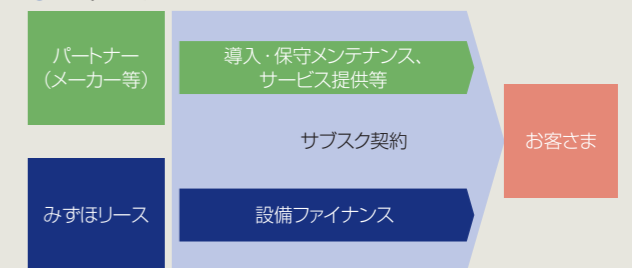 パートナー
(メーカー等)
導入・保守メンテナンス、
サービス提供等
サブスク契約
お客さま
みずほリース
設備ファイナンス